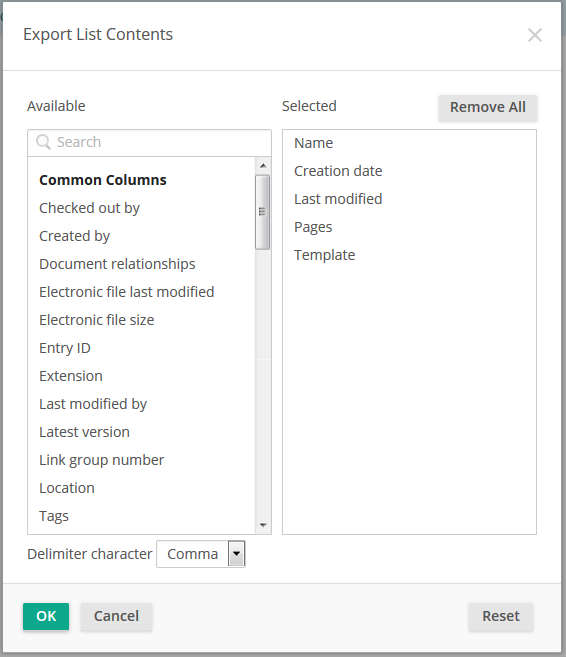 Export List Contents
Available
Selected
Remove All
Search
Common Columns
Checked out by
Created by
Document relationships
Electronic file last modified
Electronic file size
Entry ID
Extension
Last modified by
Latest version
Link group number
Location
Tags
Name
Creation date
Last modified
Pages
Template
Delimiter character Comma
OK
Cancel
Reset